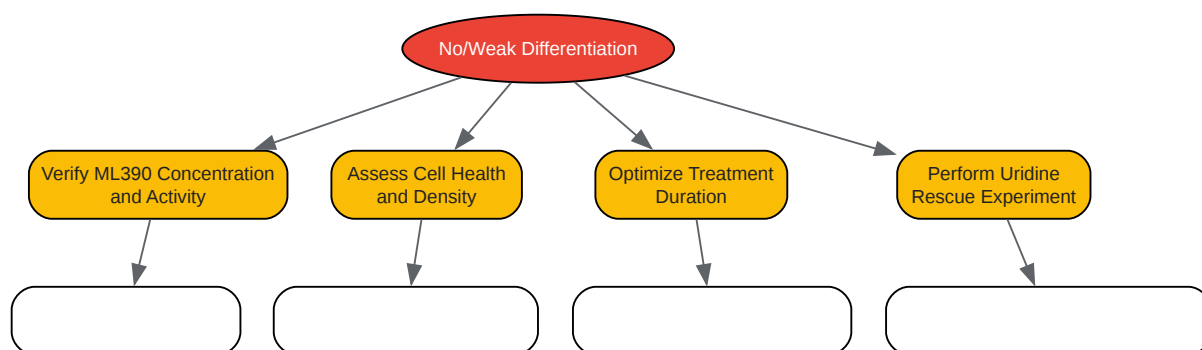 No/Weak Differentiation
Verify ML390 Concentration
and Activity
Assess Cell Health
and Density
Optimize Treatment
Duration
Perform Uridine
Rescue Experiment